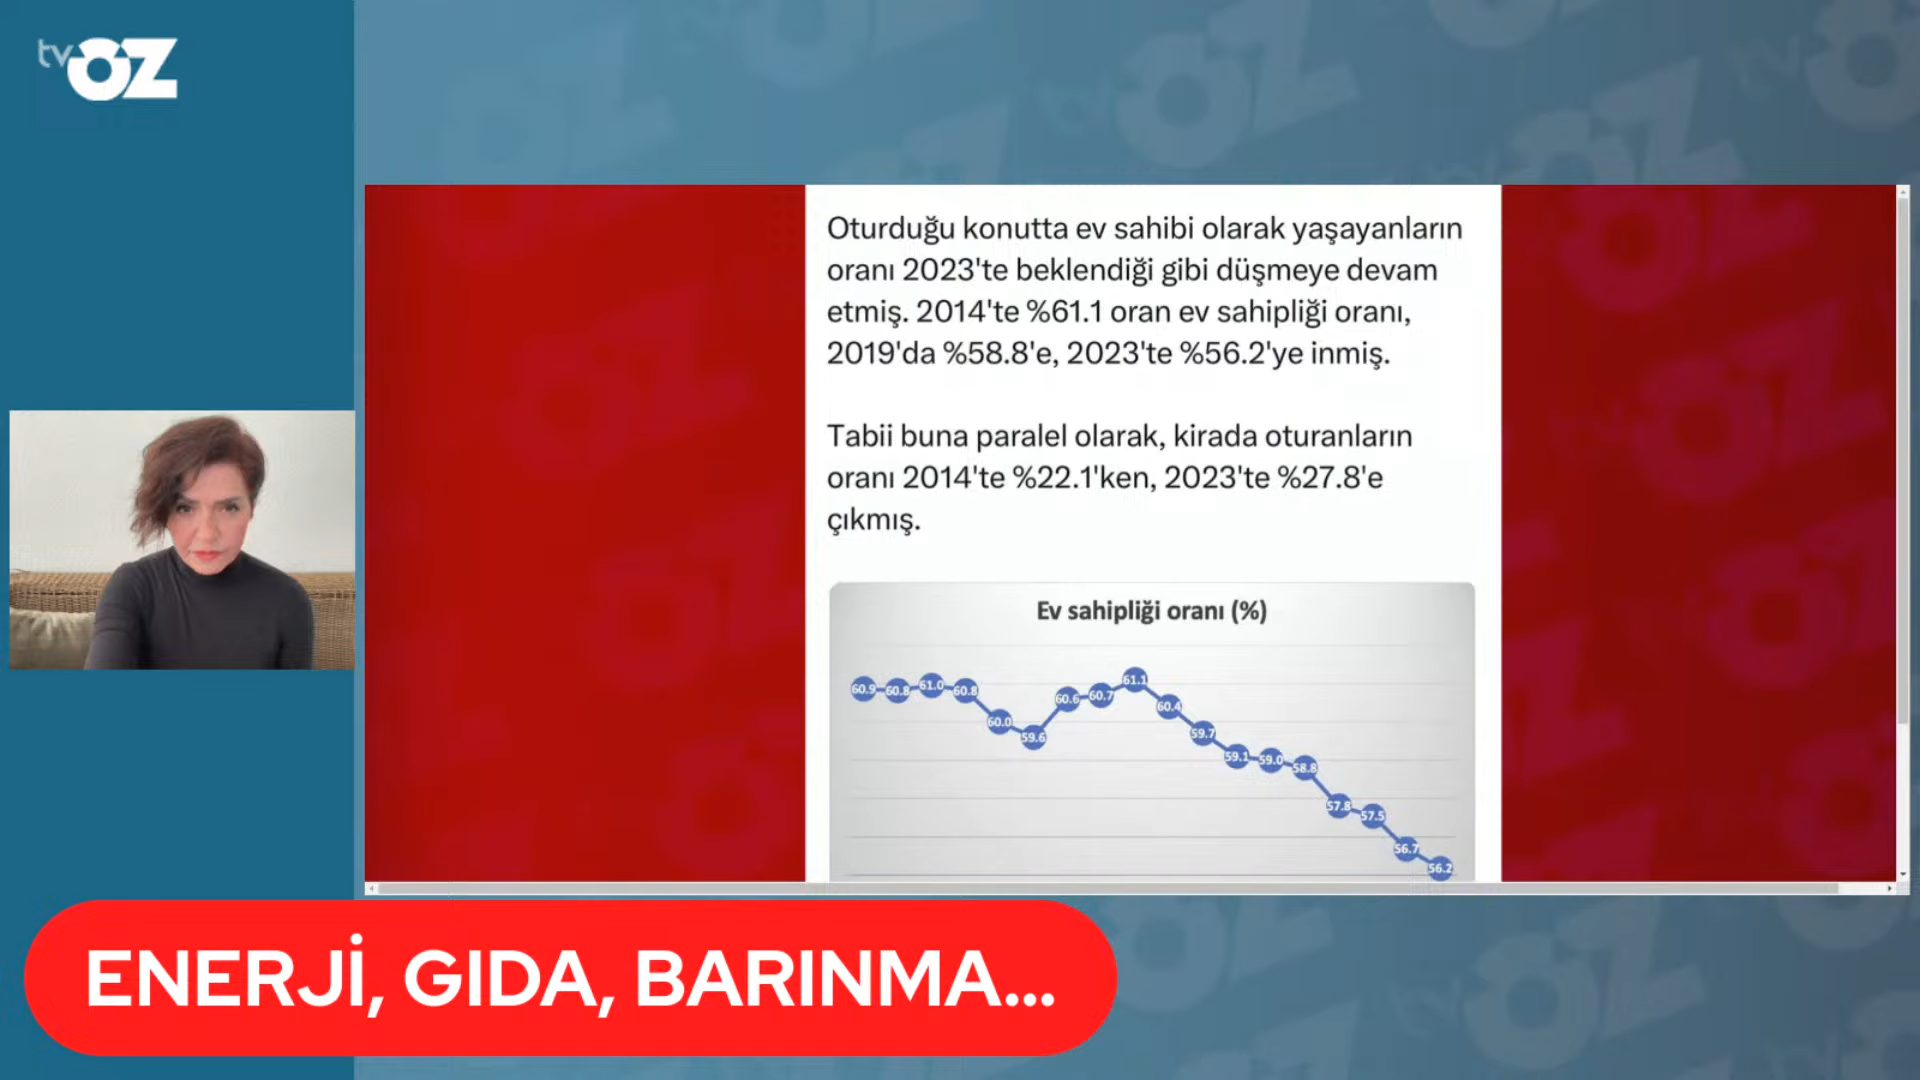 tv ÖZ
Oturduğu konutta ev sahibi olarak yaşayanların
oranı 2023'te beklendiği gibi düşmeye devam
etmiş. 2014'te %61.1 oran ev sahipliği oranı,
2019'da %58.8'e, 2023'te %56.2'ye inmiş.
Tabii buna paralel olarak, kirada oturanların
oranı 2014'te %22.1'ken, 2023'te %27.8'e
çıkmış.
Ev sahipliği oranı (%)
60.9 60.8 61.0 60.8 60.0 59.6 60.6 60.7 61.1 60.4 59.7 59.1 59.0 58.8 57.8 57.5 56.7 56.2
ENERJİ, GIDA, BARINMA...